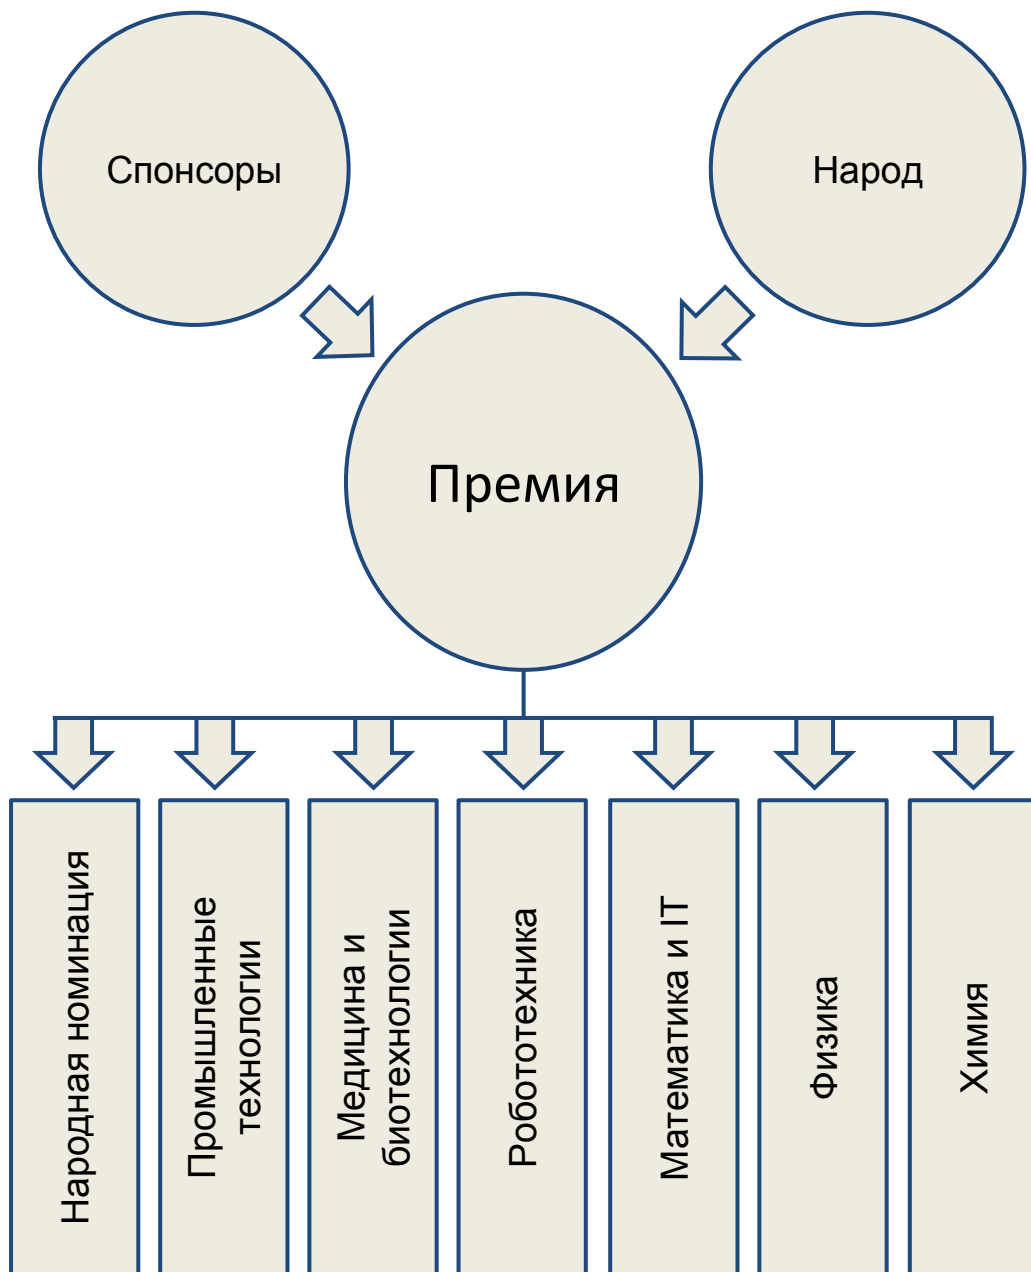 Спонсоры
Народ
Премия
Народная номинация
Промышленные
технологии
Медицина и
биотехнологии
Робототехника
Математика и IT
Физика
Химия